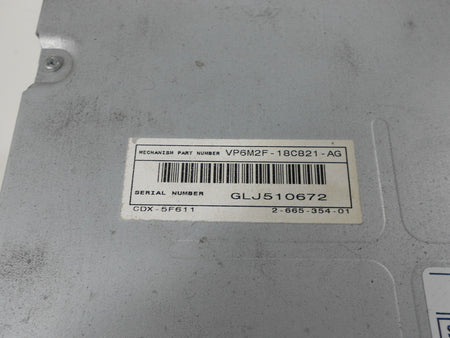 MECHANISM PART NUMBER VP6M2F-18C821-AG
SERIAL NUMBER GLJ510672
CDX-5F611 2-665-354-01